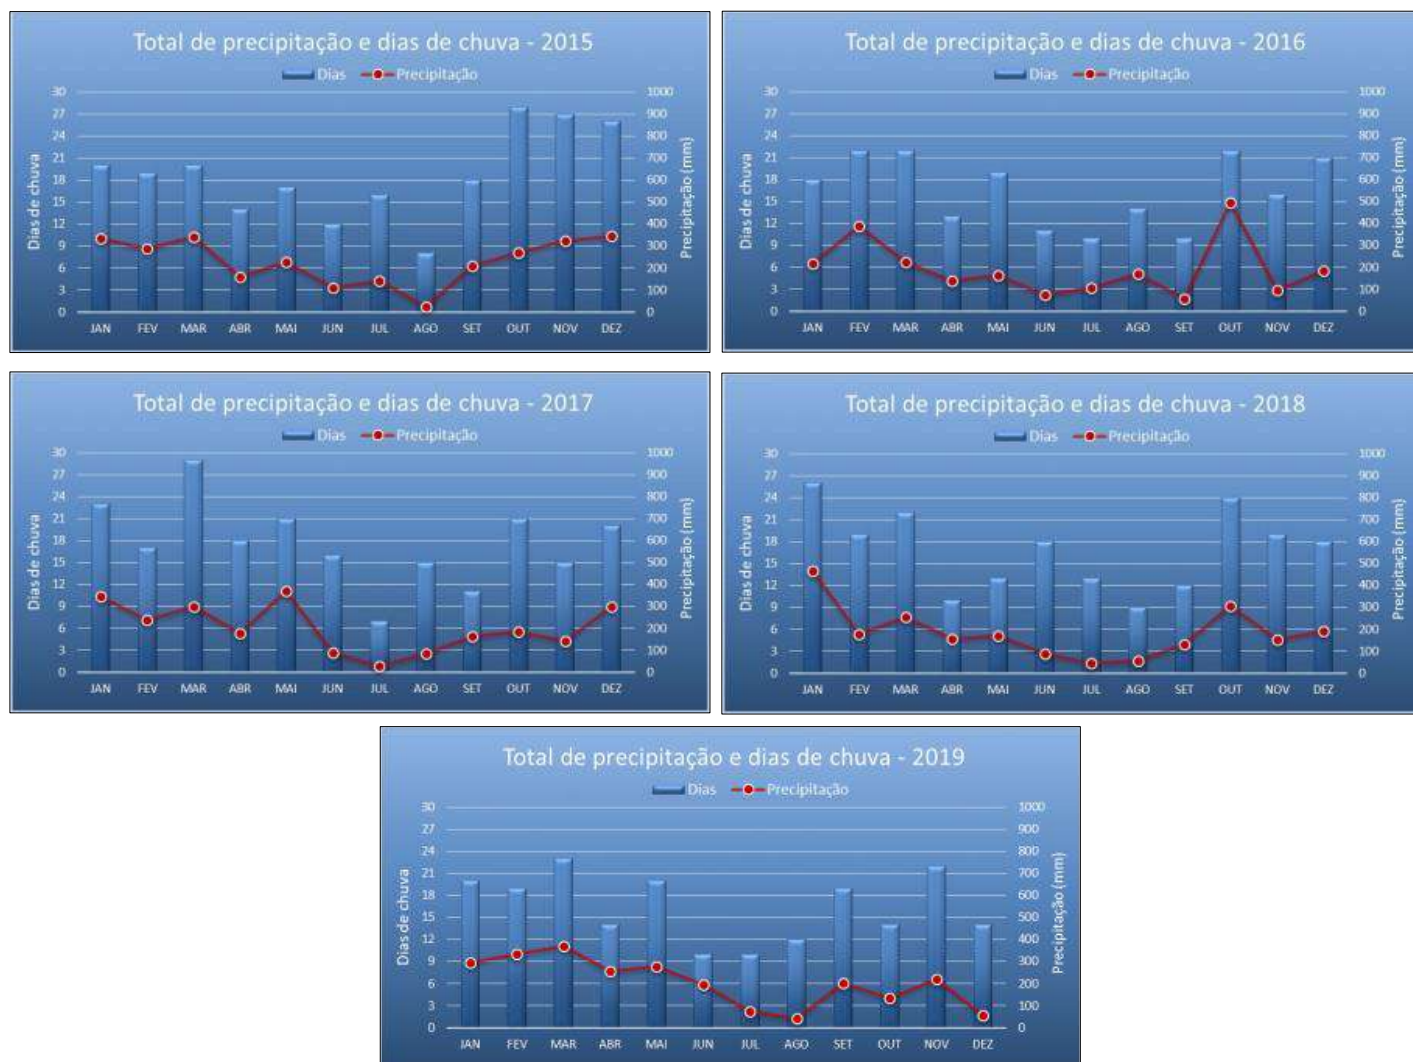 Total de precipitação e dias de chuva - 2015
Dias Precipitação
30 1000
27 900
24 800
21 700
18 600
15 500
12 400
9 300
6 200
3 100
0 0
Dias de chuva
Precipitação (mm)
JAN FEV MAR ABR MAI JUN JUL AGO SET OUT NOV DEZ
Total de precipitação e dias de chuva - 2016
Dias Precipitação
30 1000
27 900
24 800
21 700
18 600
15 500
12 400
9 300
6 200
3 100
0 0
Dias de chuva
Precipitação (mm)
JAN FEV MAR ABR MAI JUN JUL AGO SET OUT NOV DEZ
Total de precipitação e dias de chuva - 2017
Dias Precipitação
30 1000
27 900
24 800
21 700
18 600
15 500
12 400
9 300
6 200
3 100
0 0
Dias de chuva
Precipitação (mm)
JAN FEV MAR ABR MAI JUN JUL AGO SET OUT NOV DEZ
Total de precipitação e dias de chuva - 2018
Dias Precipitação
30 1000
27 900
24 800
21 700
18 600
15 500
12 400
9 300
6 200
3 100
0 0
Dias de chuva
Precipitação (mm)
JAN FEV MAR ABR MAI JUN JUL AGO SET OUT NOV DEZ
Total de precipitação e dias de chuva - 2019
Dias Precipitação
30 1000
27 900
24 800
21 700
18 600
15 500
12 400
9 300
6 200
3 100
0 0
Dias de chuva
Precipitação (mm)
JAN FEV MAR ABR MAI JUN JUL AGO SET OUT NOV DEZ